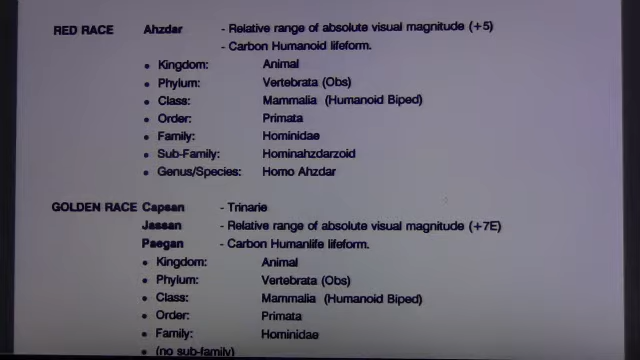 RED RACE Ahzdar - Relative range of absolute visual magnitude (+5)
- Carbon Humanoid lifeform.
• Kingdom: Animal
• Phylum: Vertebrata (Obs)
• Class: Mammalia (Humanoid Biped)
• Order: Primata
• Family: Hominidae
• Sub-Family: Hominahzdarzoid
• Genus/Species: Homo Ahzdar
GOLDEN RACE Capsan - Trinarie
Jassan - Relative range of absolute visual magnitude (+7E)
Paegan - Carbon Humanlife lifeform.
• Kingdom: Animal
• Phylum: Vertebrata (Obs)
• Class: Mammalia (Humanoid Biped)
• Order: Primata
• Family: Hominidae
• (no sub-family)